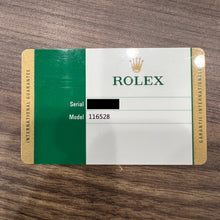 ROLEX
Serial
Model 116528
INTERNATIONAL GUARANTEE
GARANTIE INTERNATIONALE